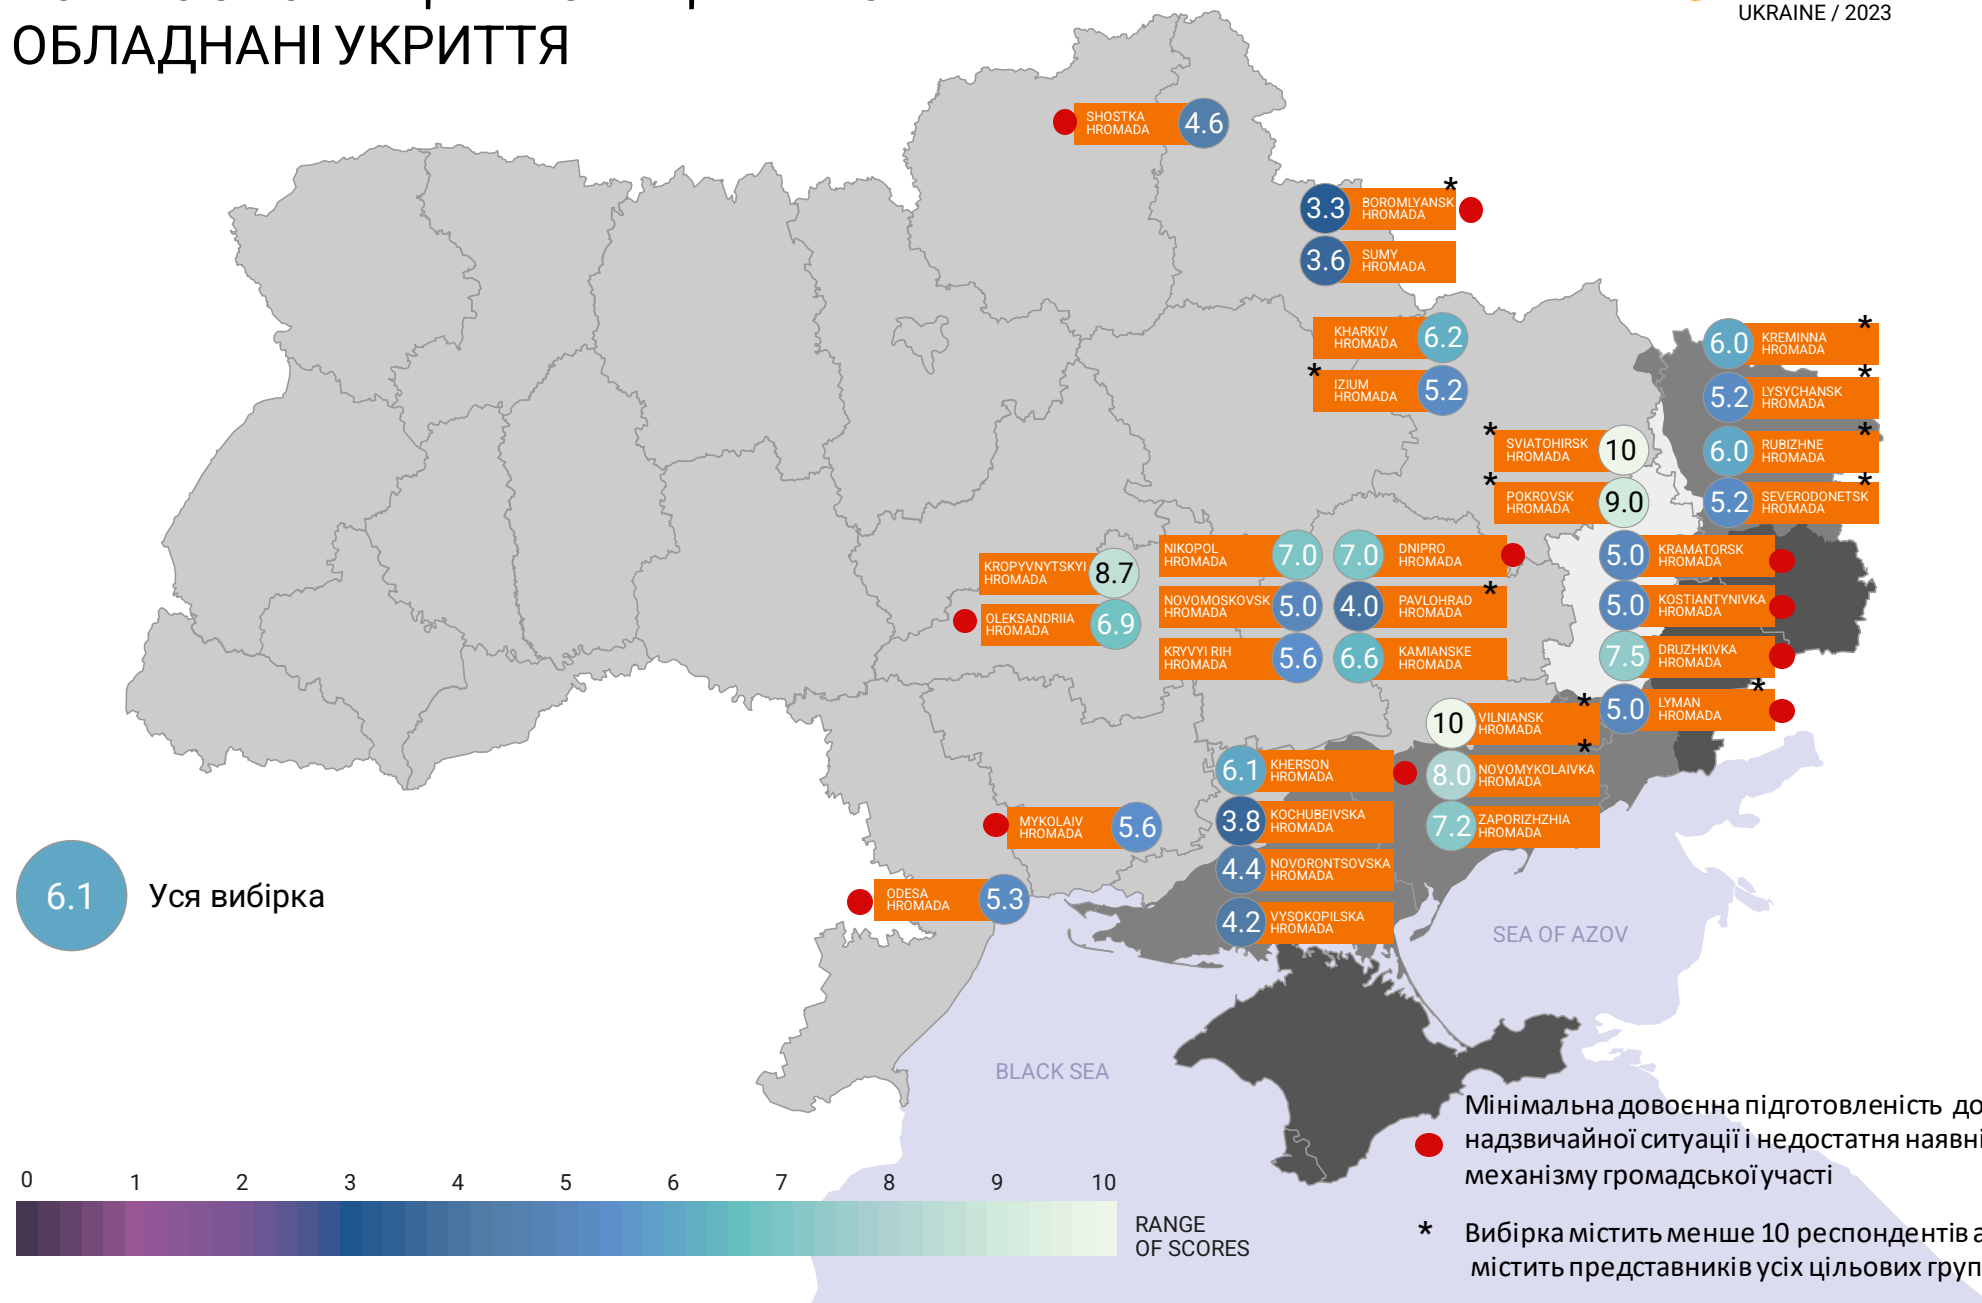 UKRAINE / 2023
ОБЛАДНАНІ УКРИТТЯ
SHOSTKA
HROMADA
4.6
*
3.3
BOROMLYANSK
HROMADA
3.6
SUMY
HROMADA
KHARKIV
HROMADA
6.2
*
IZIUM
HROMADA
5.2
*
6.0
KREMINNA
HROMADA
*
5.2
LYSYCHANSK
HROMADA
*
6.0
RUBIZHNE
HROMADA
*
5.2
SEVERODONETSK
HROMADA
*
SVIATOHIRSK
HROMADA
10
*
POKROVSK
HROMADA
9.0
5.0
KRAMATORSK
HROMADA
5.0
KOSTIANTYNIVKA
HROMADA
7.5
DRUZHKIVKA
HROMADA
*
5.0
LYMAN
HROMADA
KROPYVNYTSKYI
HROMADA
8.7
OLEKSANDRIIA
HROMADA
6.9
NIKOPOL
HROMADA
7.0
NOVOMOSKOVSK
HROMADA
5.0
KRYVYI RIH
HROMADA
5.6
7.0
DNIPRO
HROMADA
*
4.0
PAVLOHRAD
HROMADA
6.6
KAMIANSKE
HROMADA
*
10
VILNIANSK
HROMADA
*
8.0
NOVOMYKOLAIVKA
HROMADA
7.2
ZAPORIZHZHIA
HROMADA
6.1
KHERSON
HROMADA
3.8
KOCHUBEIVSKA
HROMADA
4.4
NOVORONTSOVSKA
HROMADA
4.2
VYSOKOPILSKA
HROMADA
MYKOLAIV
HROMADA
5.6
ODESA
HROMADA
5.3
6.1
Уся вибірка
SEA OF AZOV
BLACK SEA
0 1 2 3 4 5 6 7 8 9 10
RANGE
OF SCORES
Мінімальна довоєнна підготовленість до
надзвичайної ситуації і недостатня
механізму громадської участі
* Вибірка містить менше 10 респондентів
містить представників усіх цільових груп